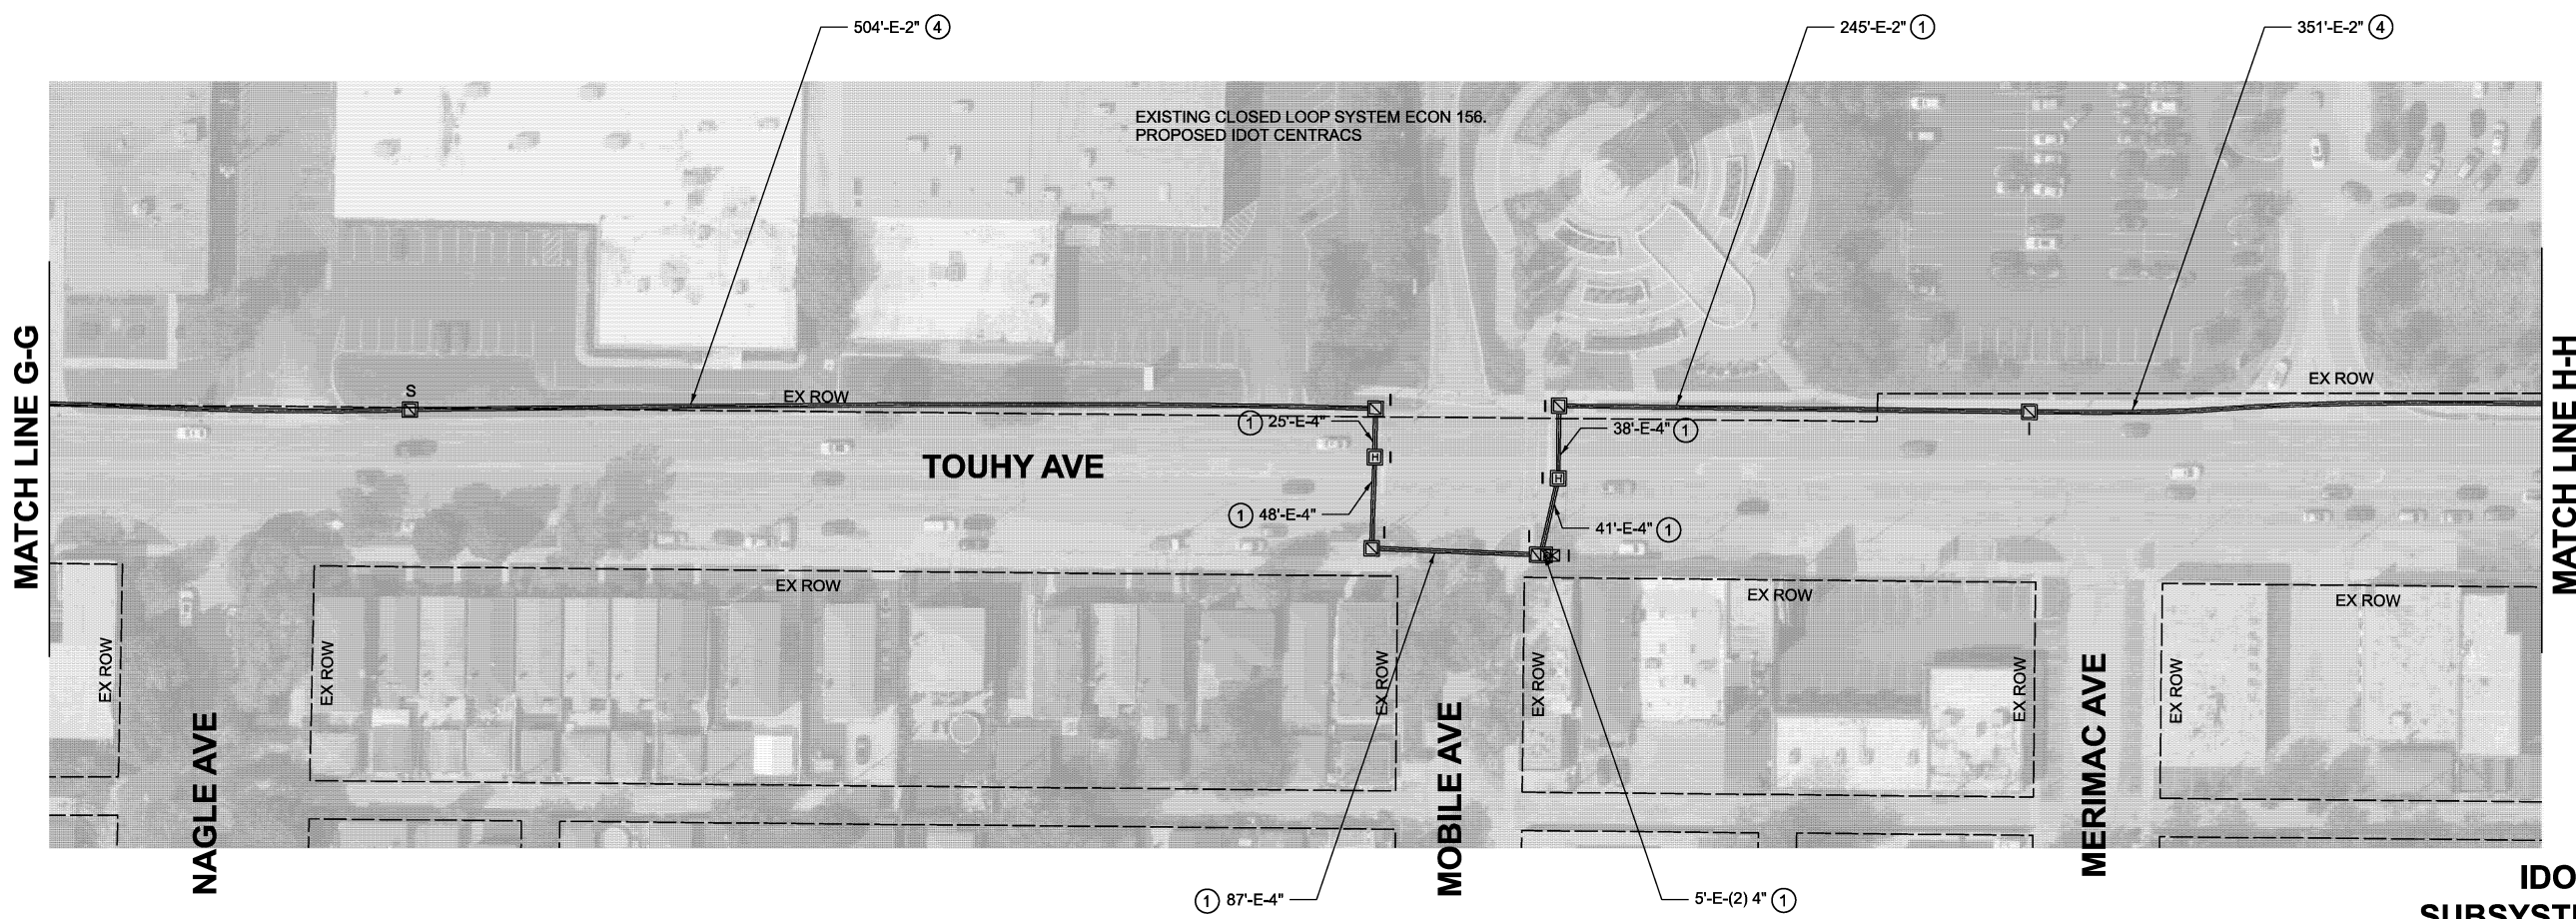 504'-E-2" 4
245'-E-2" 1
351'-E-2" 4
EXISTING CLOSED LOOP SYSTEM ECON 156.
PROPOSED IDOT CENTRACS
MATCH LINE G-G
MATCH LINE H-H
S
EX ROW
I
I
EX ROW
1 25'-E-4"
38'-E-4" 1
H
I
TOUHY AVE
I
H
I
1 48'-E-4"
41'-E-4" 1
I
I
I
EX ROW
EX ROW
EX ROW
EX ROW
EX ROW
EX ROW
EX ROW
EX ROW
EX ROW
NAGLE AVE
MOBILE AVE
MERIMAC AVE
1 87'-E-4"
5'-E-(2) 4" 1
IDO
SUBSYST